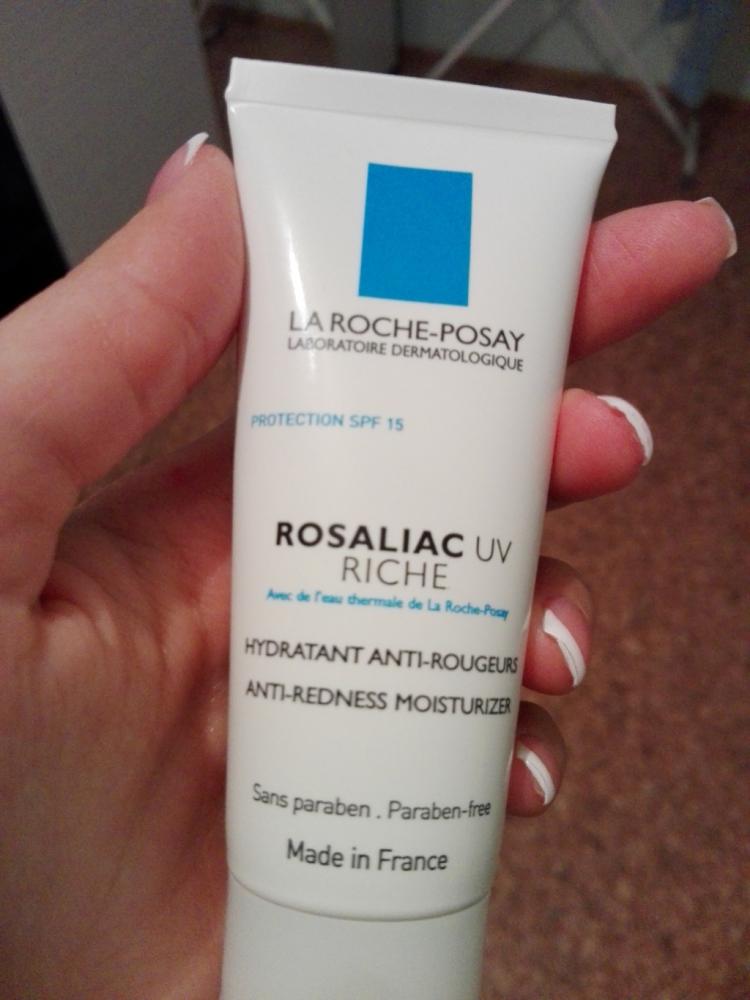 LA ROCHE-POSAY
LABORATOIRE DERMATOLOGIQUE
PROTECTION SPF 15
ROSALIAC UV
RICHE
Avec de l'eau thermale de La Roche-Posay
HYDRATANT ANTI-ROUGEURS
ANTI-REDNESS MOISTURIZER
Sans paraben . Paraben-free
Made in France